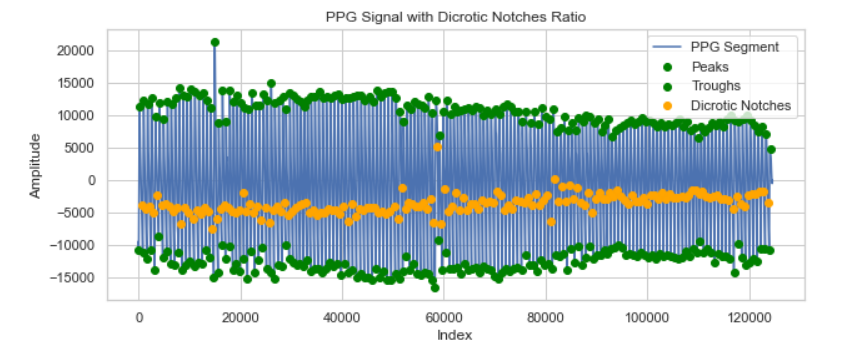 PPG Signal with Dicrotic Notches Ratio
PPG Segment
Peaks
Troughs
Dicrotic Notches
Amplitude
20000
15000
10000
5000
0
−5000
−10000
−15000
0
20000
40000
60000
80000
100000
120000
Index